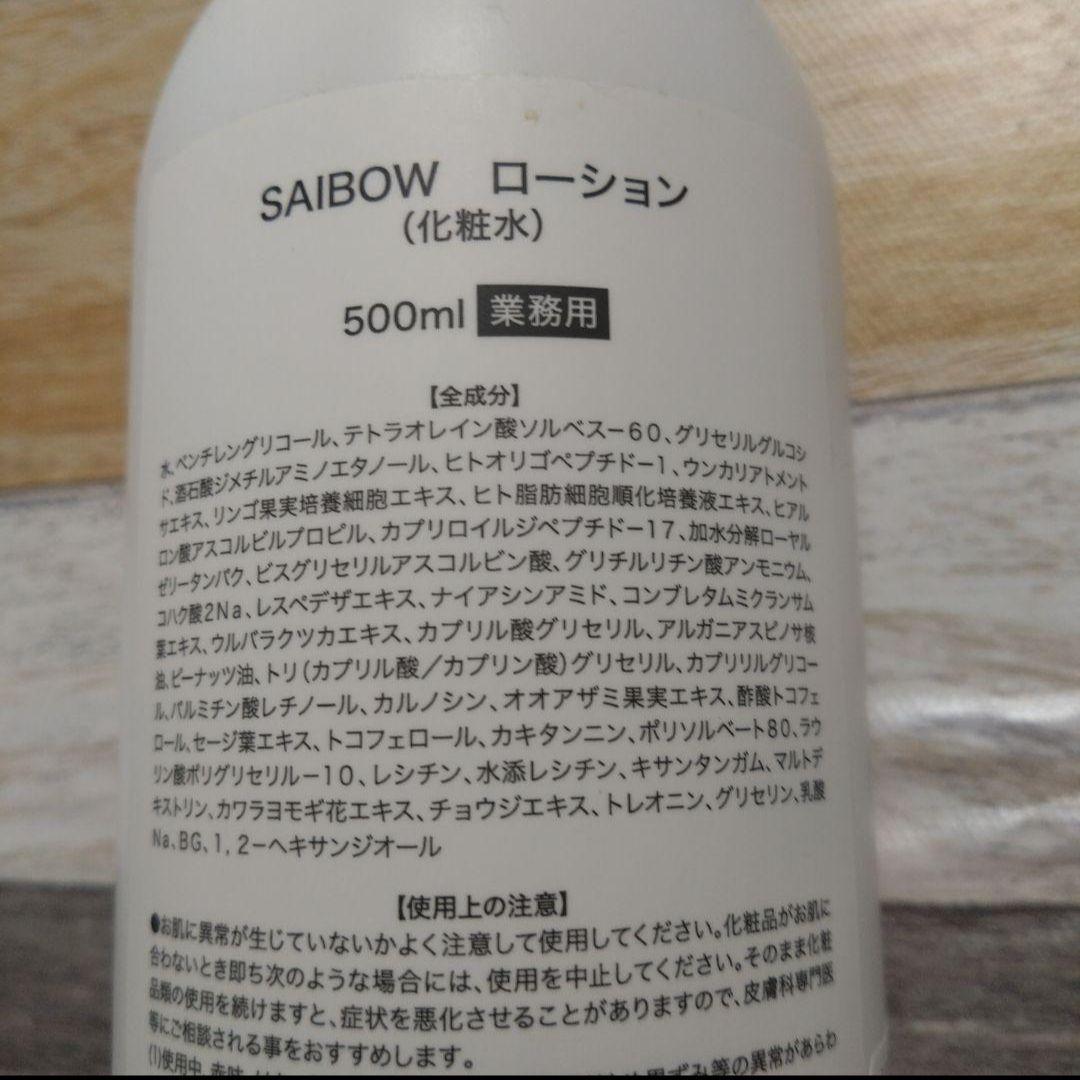 SAIBOW ローション
(化粧水)
500ml 業務用
【全成分】
水、ペンチレングリコール、テトラオレイン酸ソルベス-60、グリセリルグルコシ
ド、酒石酸ジメチルアミノエタノール、ヒトオリゴペプチド-1、ウンカリアトメント
サエキス、リンゴ果実培養細胞エキス、ヒト脂肪細胞順化培養液エキス、ヒアル
ロン酸アスコルビルプロピル、カプリロイルジペプチド-17、加水分解ローヤル
ゼリータンパク、ビスグリセリルアスコルビン酸、グリチルリチン酸アンモニウム、
コハク酸2Na、レスペデザエキス、ナイアシンアミド、コンブレタムミクランサム
葉エキス、ウルバラクツカエキス、カプリル酸グリセリル、アルガニアスピノサ核
油、ピーナッツ油、トリ(カプリル酸/カプリン酸)グリセリル、カプリリルグリコー
ル、パルミチン酸レチノール、カルノシン、オオアザミ果実エキス、酢酸トコフェ
ロール、セージ葉エキス、トコフェロール、カキタンニン、ポリソルベート80、ラウ
リン酸ポリグリセリル-10、レシチン、水添レシチン、キサンタンガム、マルトデ
キストリン、カワラヨモギ花エキス、チョウジエキス、トレオニン、グリセリン、乳酸
Na、BG、1,2-ヘキサンジオール
【使用上の注意】
●お肌に異常が生じていないかよく注意して使用してください。化粧品がお肌に
合わないとき即ち次のような場合には、使用を中止してください。そのまま化粧
品類の使用を続けますと、症状を悪化させることがありますので、皮膚科専門医
等にご相談される事をおすすめします。
(1)使用中、赤味、は 黒ずみ等の異常があらわ